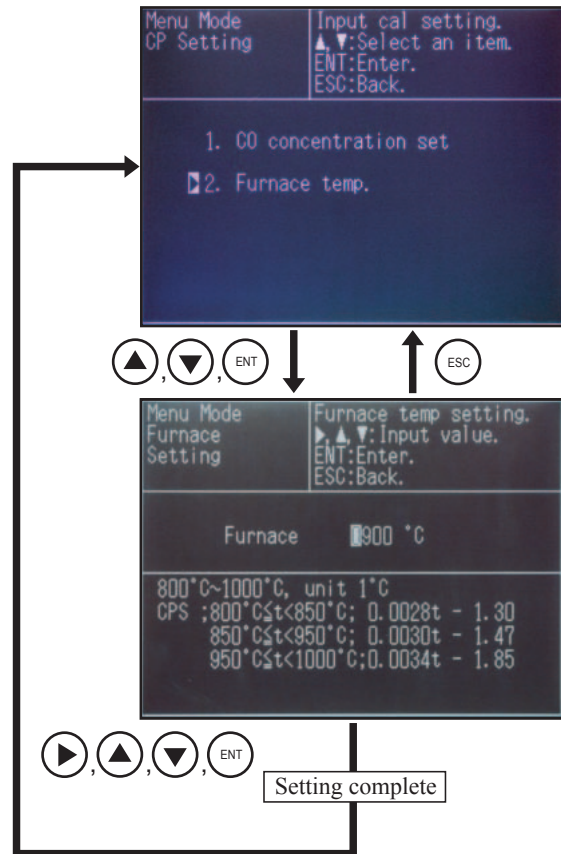 Menu Mode
CP Setting
Input cal setting.
▲,▼:Select an item.
ENT:Enter.
ESC:Back.
1. CO concentration set
2. Furnace temp.
▲,▼,ENT
ESC
Menu Mode
Furnace
Setting
Furnace temp setting.
▶,▲,▼:Input value.
ENT:Enter.
ESC:Back.
Furnace 0900 °C
800°C~1000°C, unit 1°C
CPS ;800°C≦t<850°C; 0.0028t - 1.30
850°C≦t<950°C; 0.0030t - 1.47
950°C≦t<1000°C;0.0034t - 1.85
▶,▲,▼,ENT
Setting complete